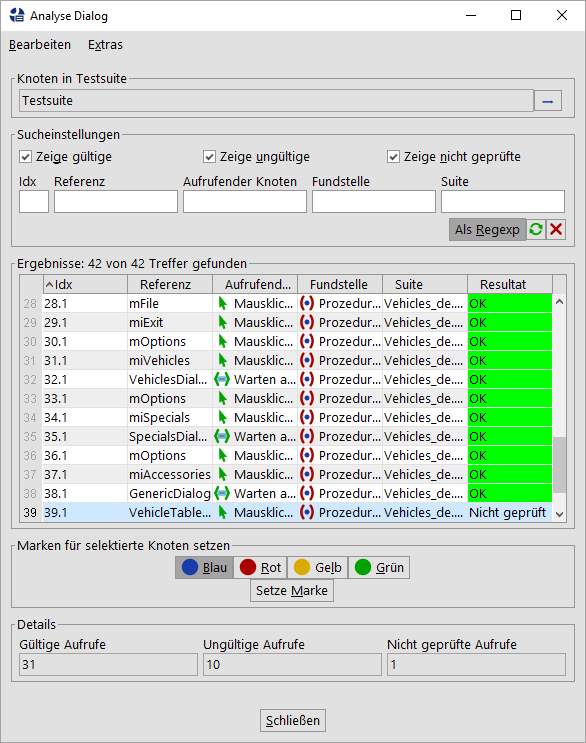 Analyse Dialog
Bearbeiten Extras
Knoten in Testsuite
Testsuite
Sucheinstellungen
Zeige gültige Zeige ungültige Zeige nicht geprüfte
Idx Referenz Aufrufender Knoten Fundstelle Suite
Als Regexp
Ergebnisse: 42 von 42 Treffer gefunden
Idx Referenz Aufrufend... Fundstelle Suite Resultat
28 28.1 mFile Mausklic... Prozedur... Vehicles_de.... OK
29 29.1 miExit Mausklic... Prozedur... Vehicles_de.... OK
30 30.1 mOptions Mausklic... Prozedur... Vehicles_de.... OK
31 31.1 miVehicles Mausklic... Prozedur... Vehicles_de.... OK
32 32.1 VehiclesDial... Warten a... Prozedur... Vehicles_de.... OK
33 33.1 mOptions Mausklic... Prozedur... Vehicles_de.... OK
34 34.1 miSpecials Mausklic... Prozedur... Vehicles_de.... OK
35 35.1 SpecialsDial... Warten a... Prozedur... Vehicles_de.... OK
36 36.1 mOptions Mausklic... Prozedur... Vehicles_de.... OK
37 37.1 miAccessories Mausklic... Prozedur... Vehicles_de.... OK
38 38.1 GenericDialog Warten a... Prozedur... Vehicles_de.... OK
39 39.1 VehicleTable... Mausklic... Prozedur... Vehicles_de.... Nicht geprüft
Marken für selektierte Knoten setzen
Blau Rot Gelb Grün
Setze Marke
Details
Gültige Aufrufe Ungültige Aufrufe Nicht geprüfte Aufrufe
31 10 1
Schließen